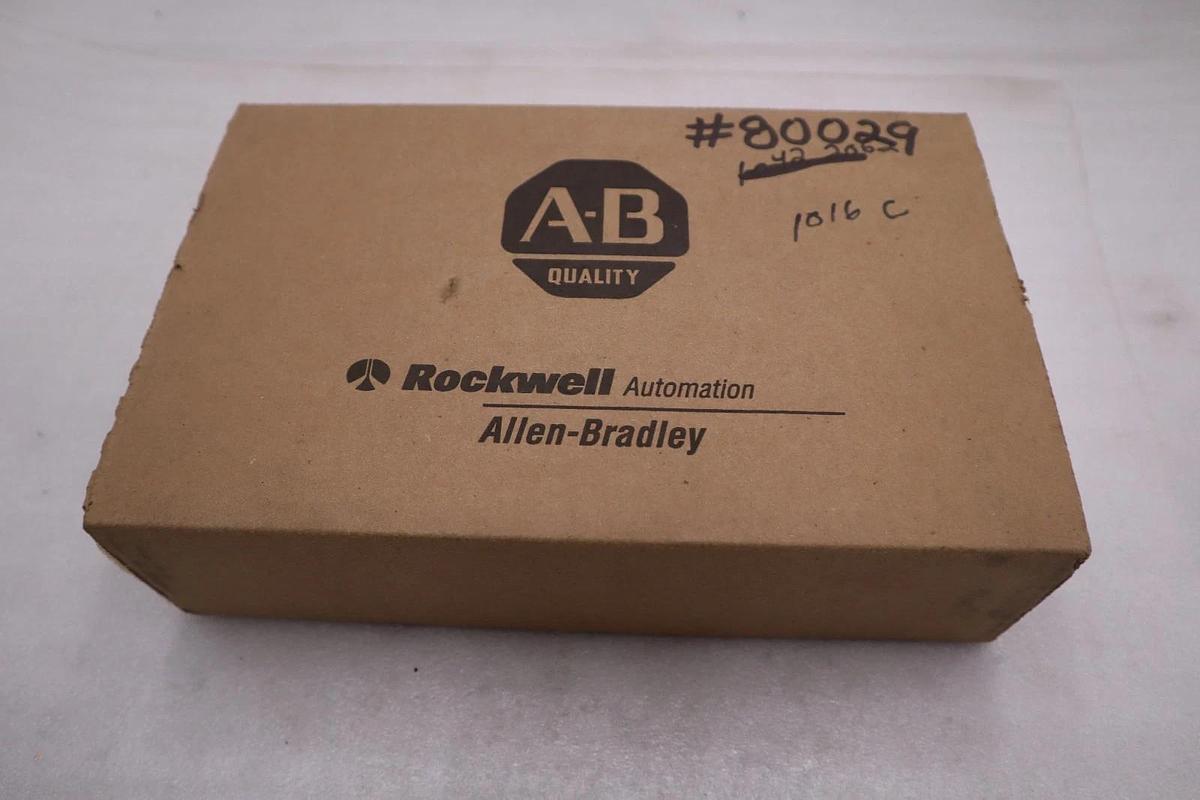 #80029
1016 C
A-B
QUALITY
Rockwell Automation
Allen-Bradley